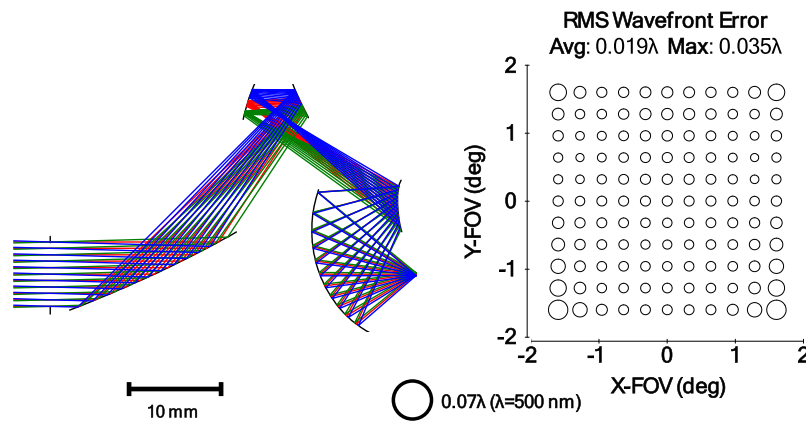 RMS Wavefront Error
Avg: 0.019λ Max: 0.035λ
2
1
0
-1
-2
Y-FOV (deg)
-2 -1 0 1 2
X-FOV (deg)
10 mm
0.07λ (λ=500 nm)